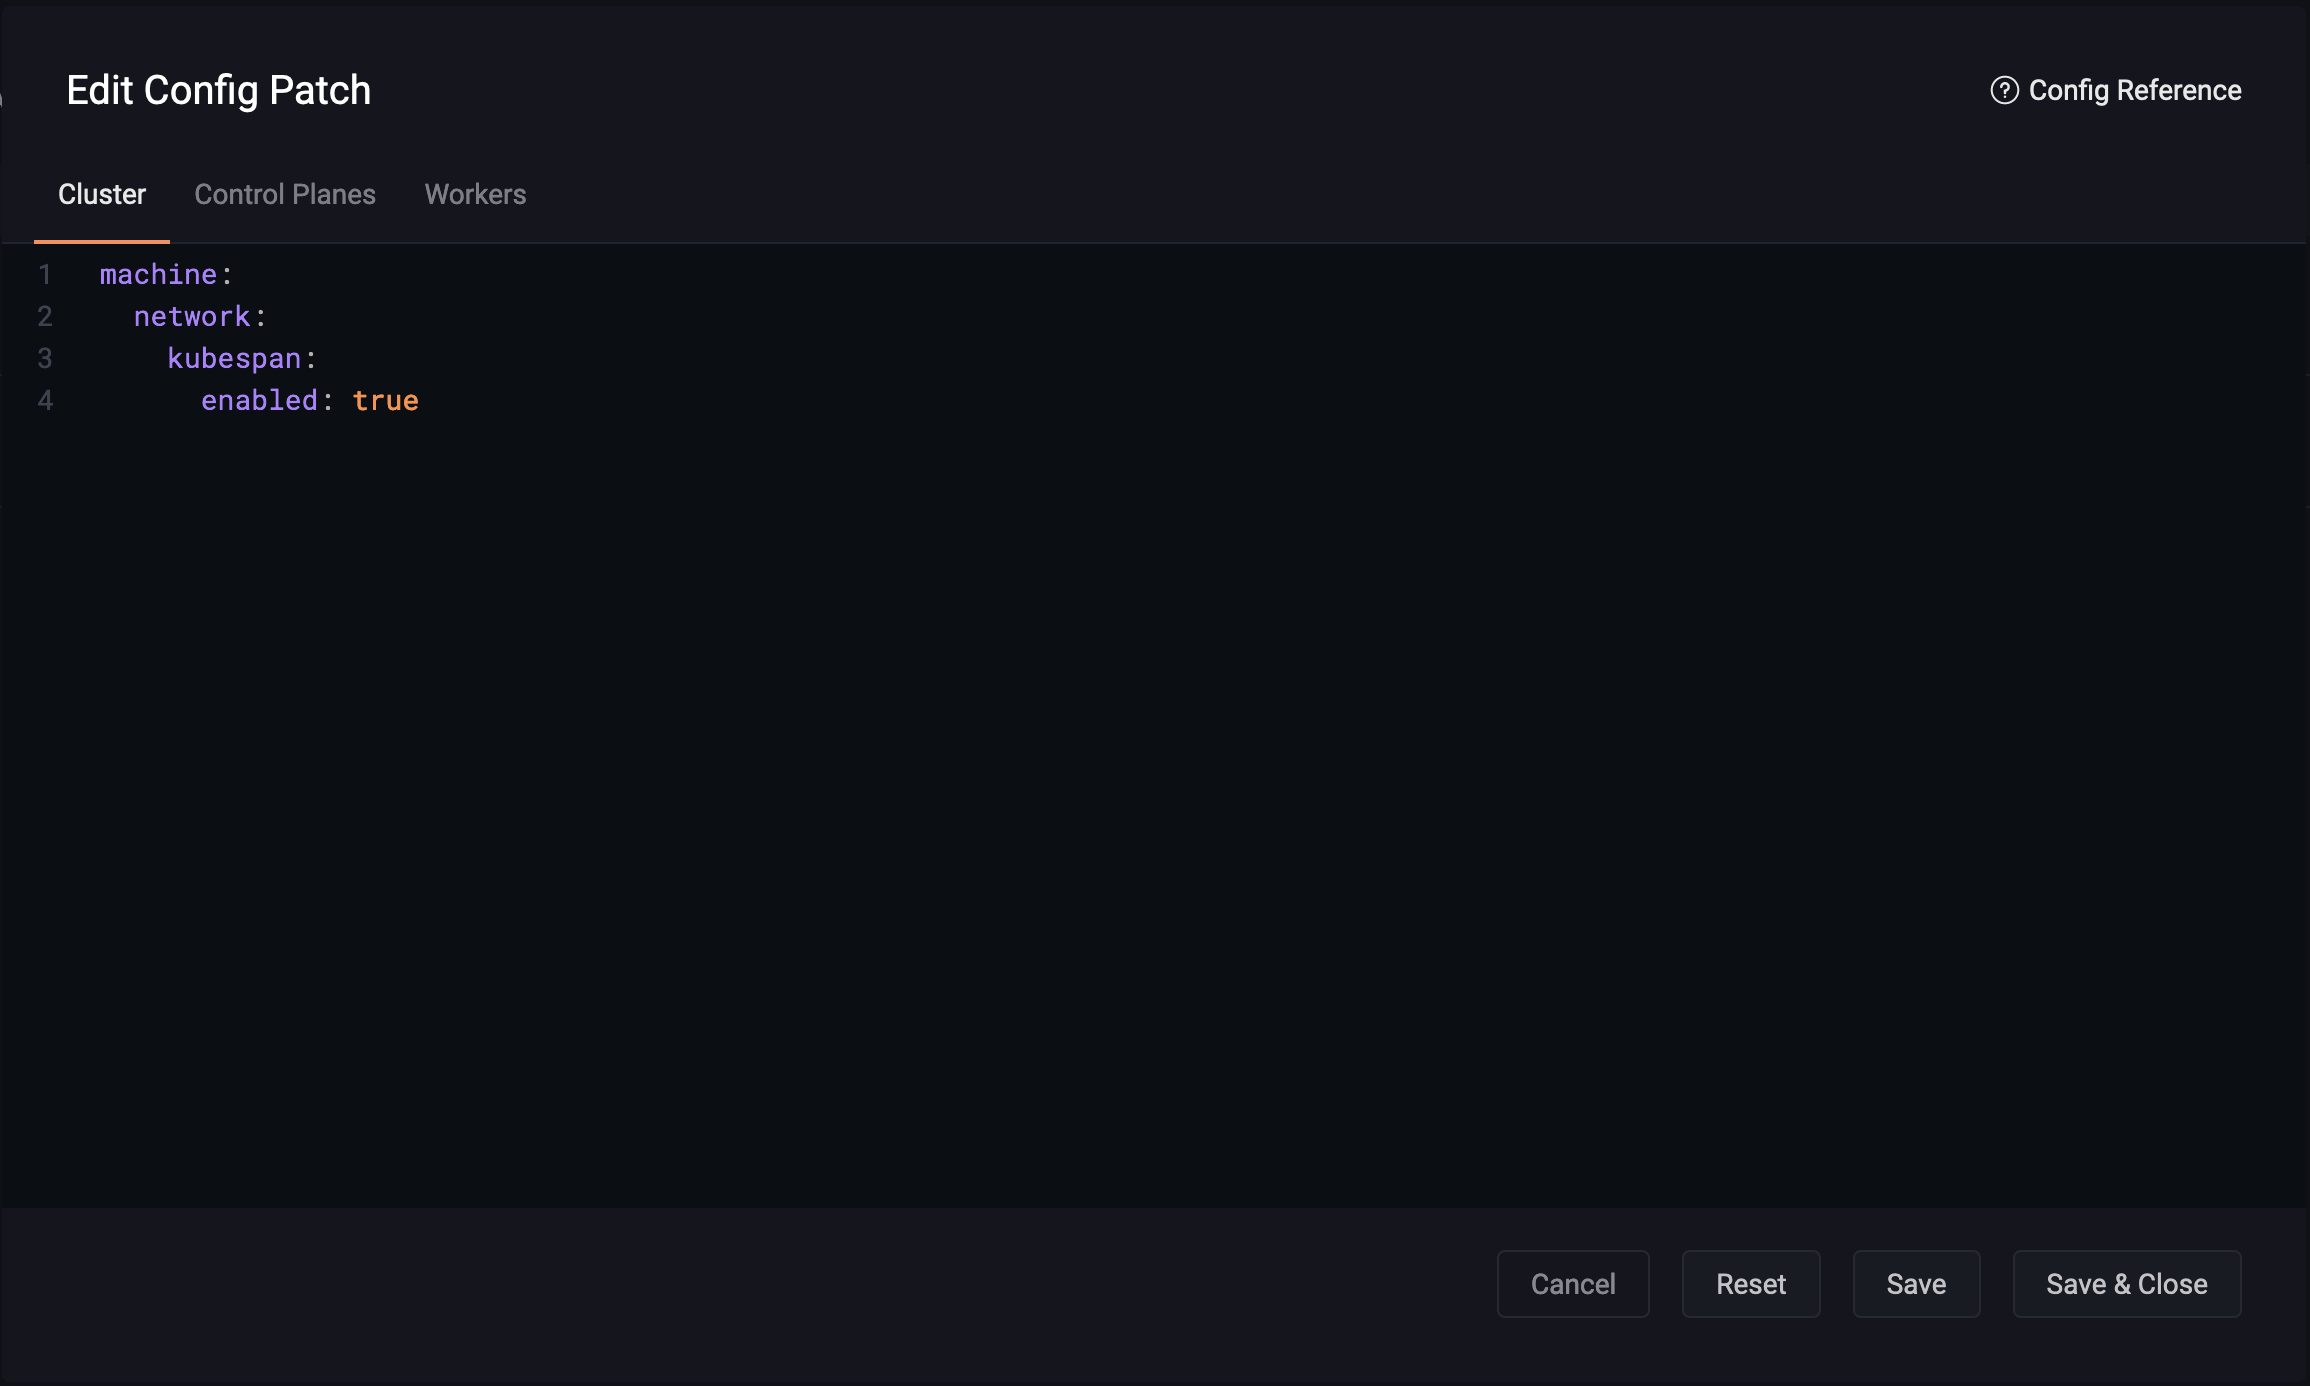 Edit Config Patch
? Config Reference
Cluster Control Planes Workers
1 machine:
2   network:
3     kubespan:
4       enabled: true
Cancel Reset Save Save & Close